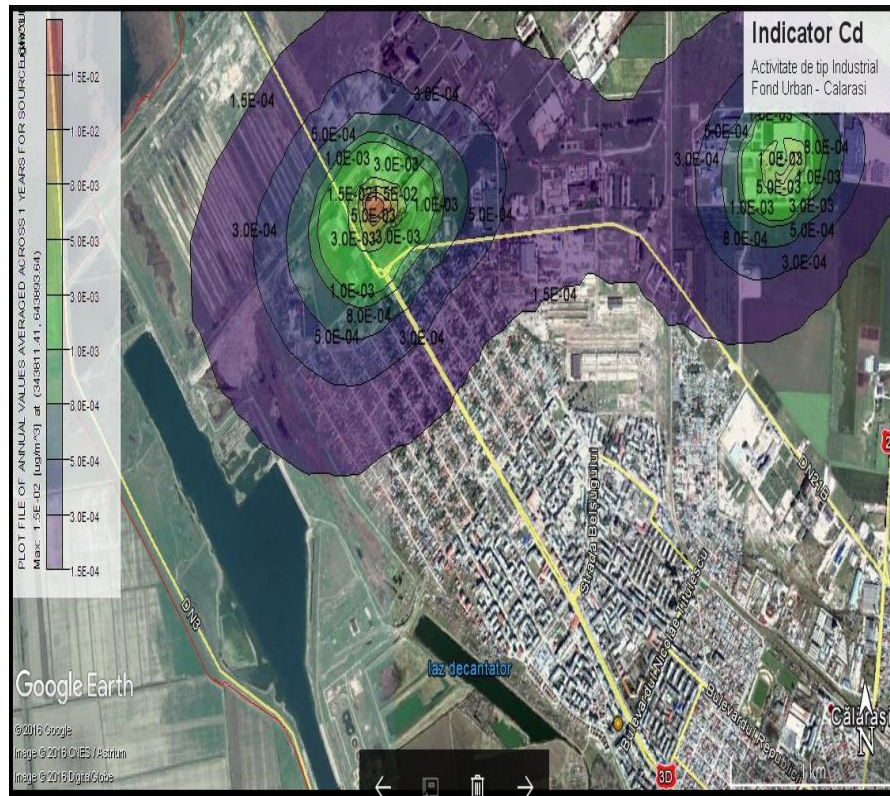 Indicator Cd
Activitate de tip Industrial
Fond Urban - Calarasi
PLOT FILE OF ANNUAL VALUES AVERAGED ACROSS 1 YEARS FOR SOURCE
Max: 1.5E-02 [ug/m^3] at (343811.41, 643893.64)
1.5E-02
1.0E-02
8.0E-03
5.0E-03
3.0E-03
1.0E-03
8.0E-04
5.0E-04
3.0E-04
1.5E-04
1.5E-04
3.0E-04
5.0E-04
1.0E-03
3.0E-03
1.5E-02
1.5E-02
5.0E-03
1.0E-03
5.0E-04
3.0E-04
3.0E-03
3.0E-03
1.0E-03
8.0E-04
5.0E-04
3.0E-04
1.5E-04
5.0E-04
8.0E-04
3.0E-04
1.0E-03
1.0E-03
5.0E-03
1.0E-03
3.0E-03
5.0E-04
8.0E-04
3.0E-04
DN21B
2
Strada Belșugului
Bulevardul Nicolae Titulescu
Bulevardul Republicii
DN3
Iaz decantator
Călărași
3D
N
1 km
Google Earth
© 2016 Google
Image © 2016 CNES / Astrium
Image © 2016 DigitalGlobe